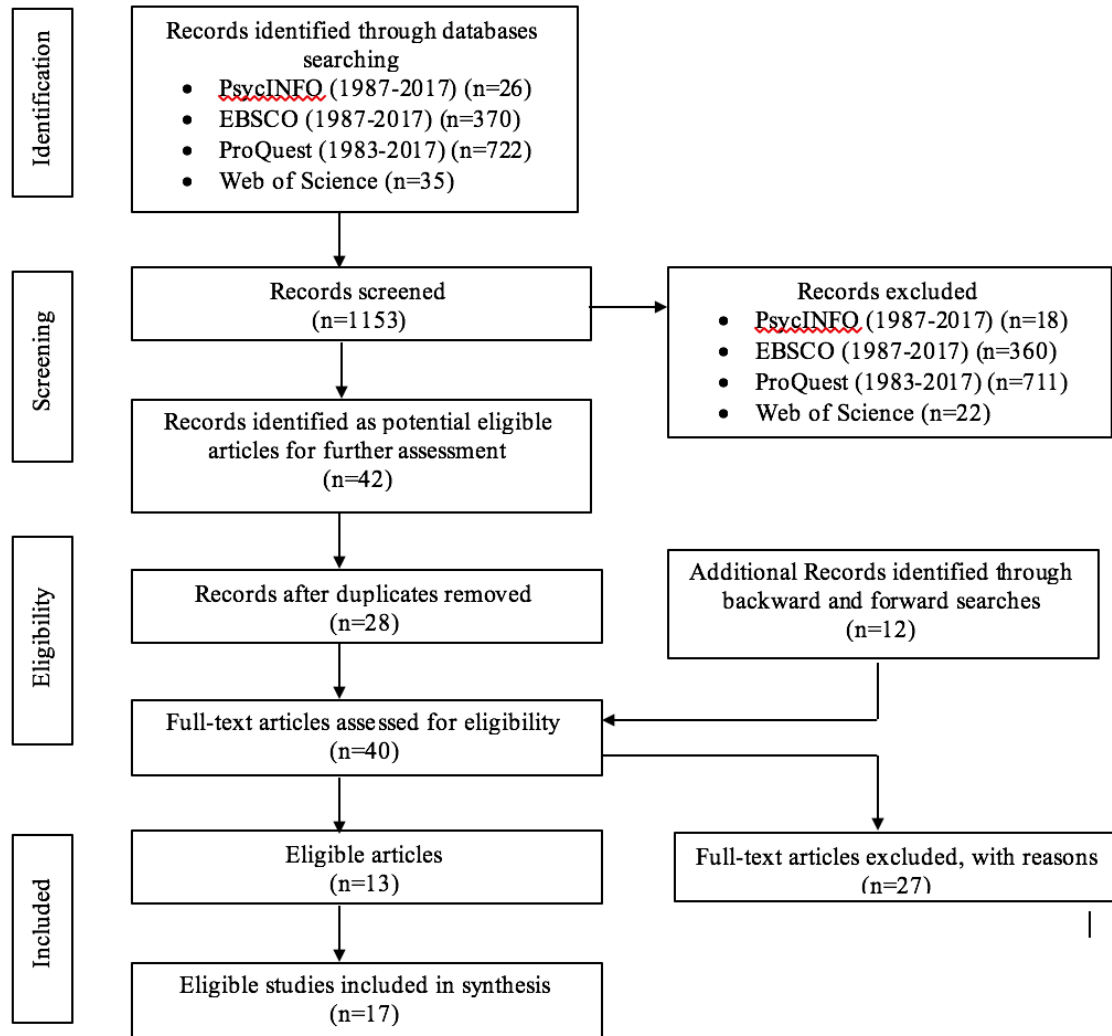 Identification
Records identified through databases
searching
• PsycINFO (1987-2017) (n=26)
• EBSCO (1987-2017) (n=370)
• ProQuest (1983-2017) (n=722)
• Web of Science (n=35)
Screening
Records screened
(n=1153)
Records excluded
• PsycINFO (1987-2017) (n=18)
• EBSCO (1987-2017) (n=360)
• ProQuest (1983-2017) (n=711)
• Web of Science (n=22)
Records identified as potential eligible
articles for further assessment
(n=42)
Eligibility
Records after duplicates removed
(n=28)
Additional Records identified through
backward and forward searches
(n=12)
Full-text articles assessed for eligibility
(n=40)
Included
Eligible articles
(n=13)
Full-text articles excluded, with reasons
(n=27)
Eligible studies included in synthesis
(n=17)